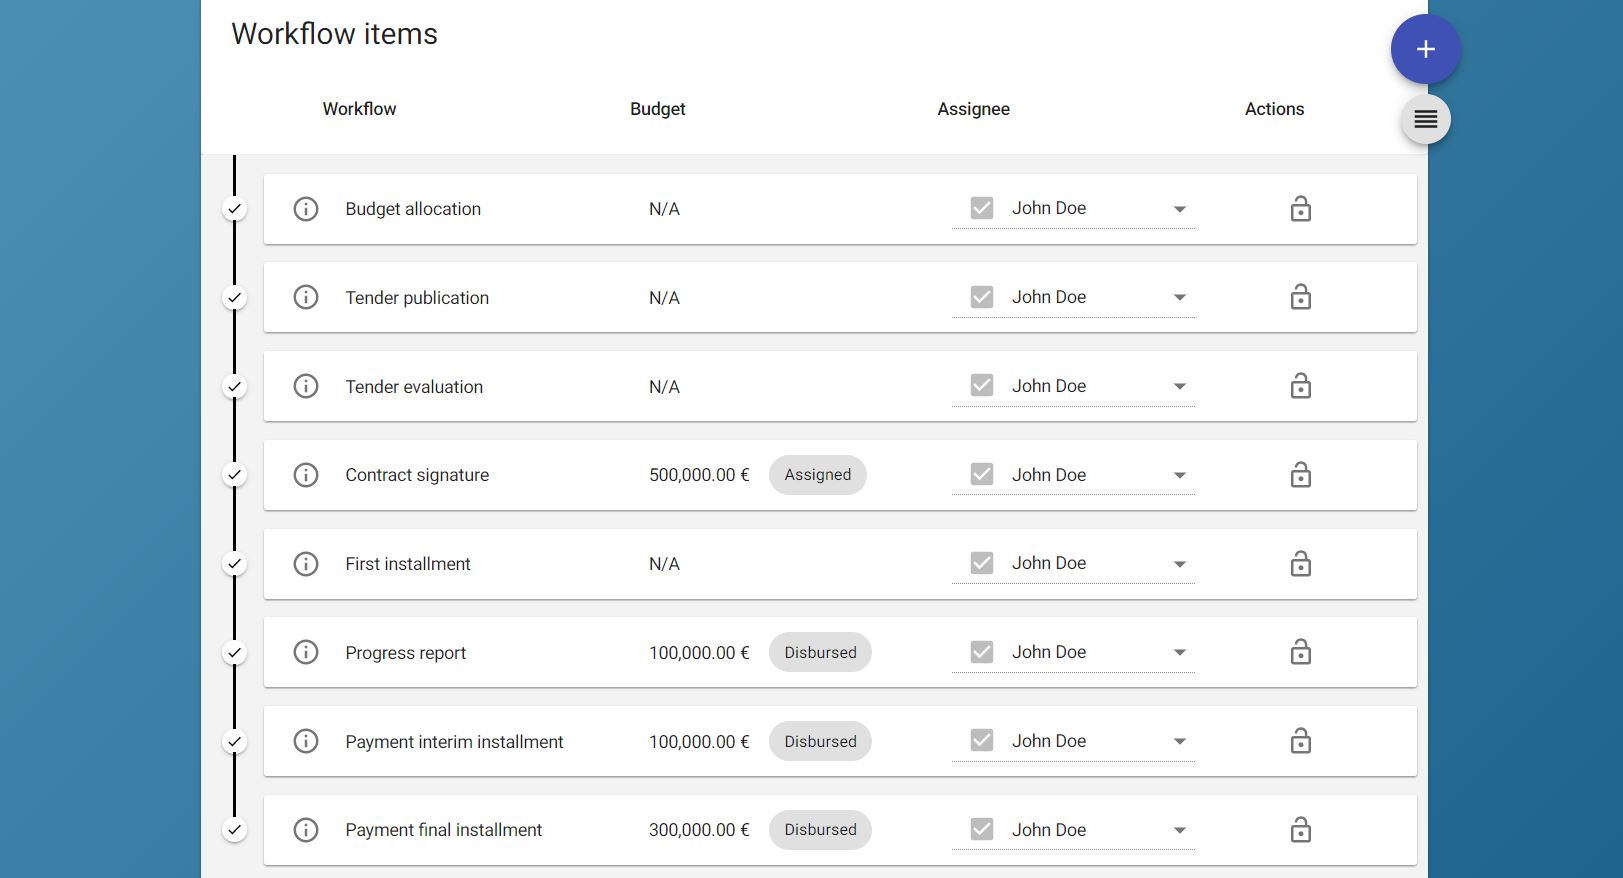 Workflow items
Workflow Budget Assignee Actions
Budget allocation N/A John Doe
Tender publication N/A John Doe
Tender evaluation N/A John Doe
Contract signature 500,000.00 € Assigned John Doe
First installment N/A John Doe
Progress report 100,000.00 € Disbursed John Doe
Payment interim installment 100,000.00 € Disbursed John Doe
Payment final installment 300,000.00 € Disbursed John Doe